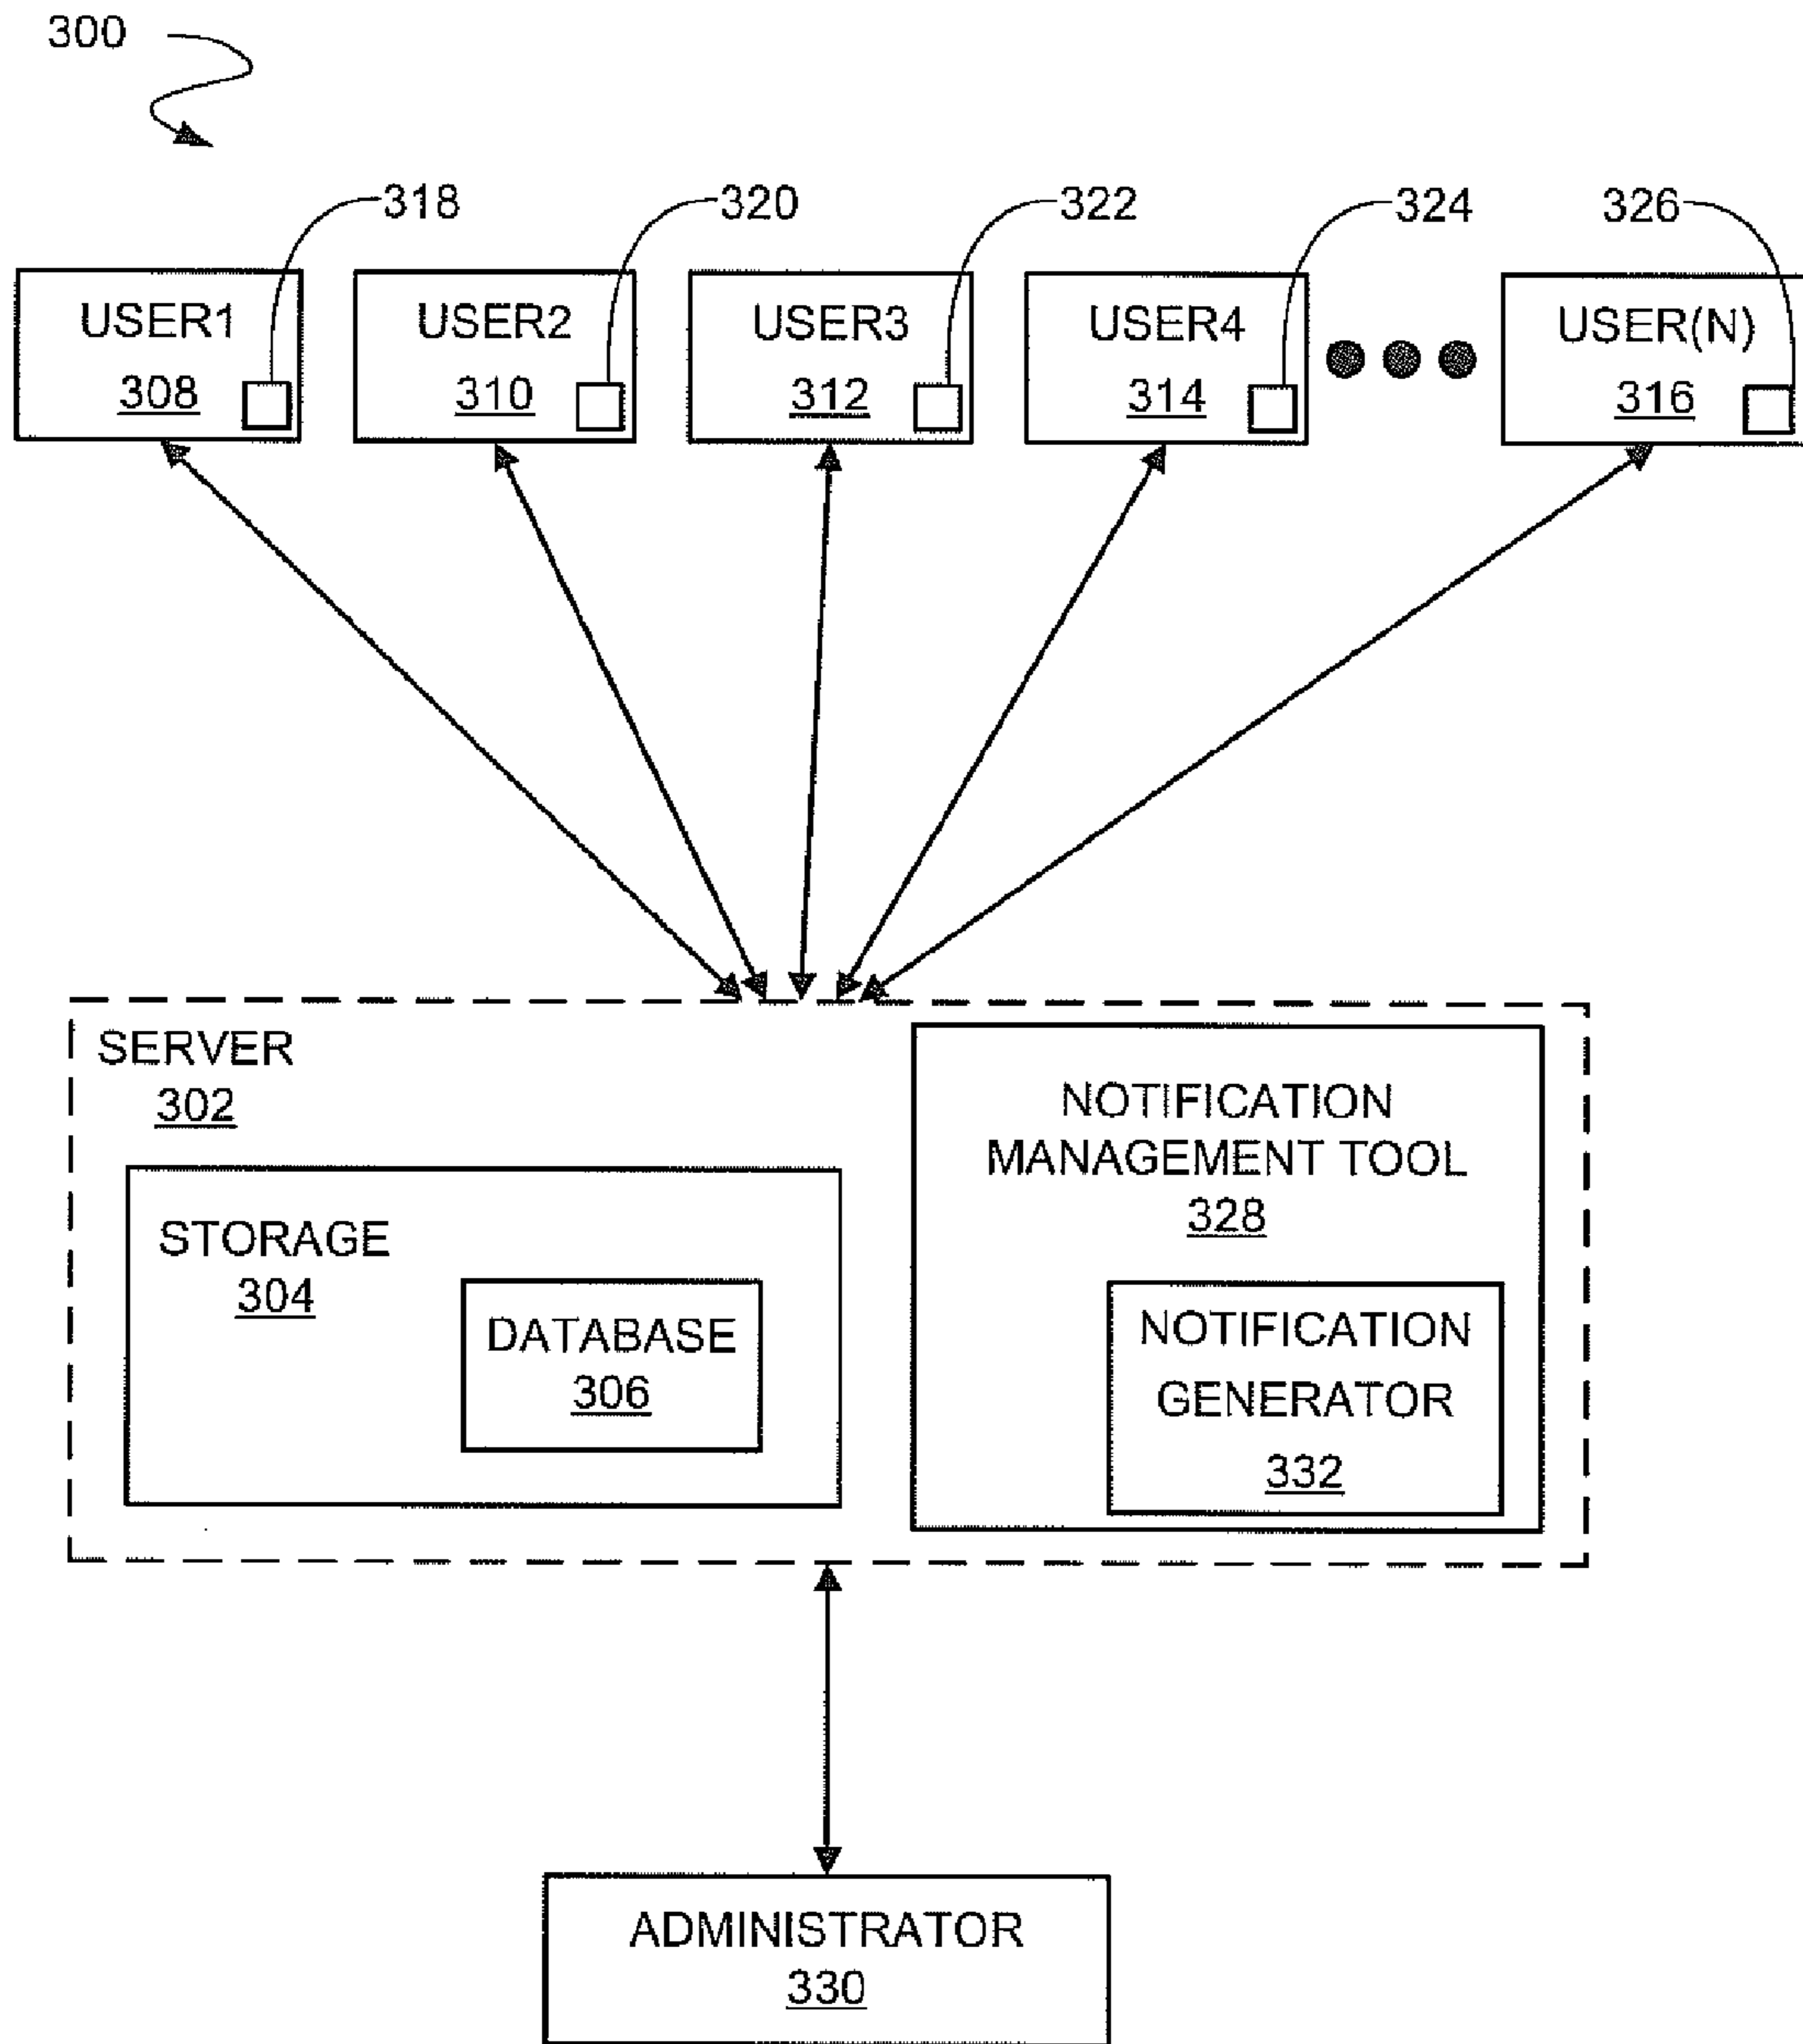 300
318
320
322
324
326
USER1
308
USER2
310
USER3
312
USER4
314
USER(N)
316
SERVER
302
STORAGE
304
DATABASE
306
NOTIFICATION
MANAGEMENT TOOL
328
NOTIFICATION
GENERATOR
332
ADMINISTRATOR
330